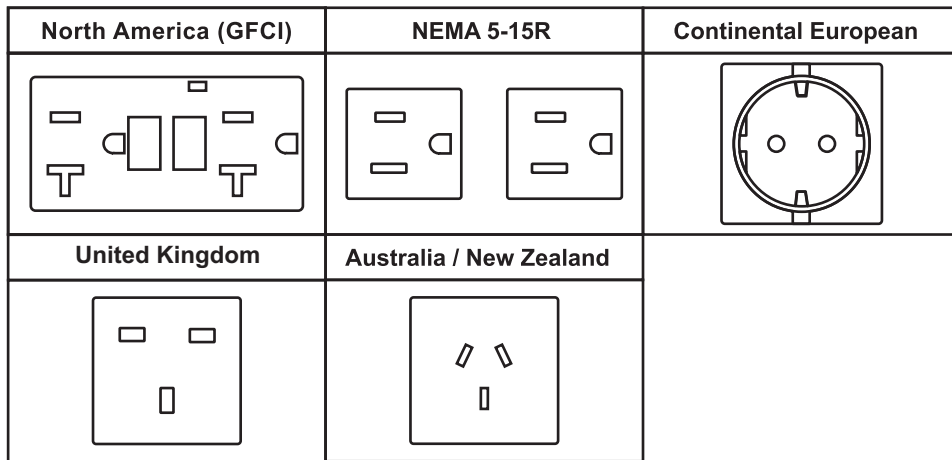 North America (GFCI)
NEMA 5-15R
Continental European
United Kingdom
Australia / New Zealand